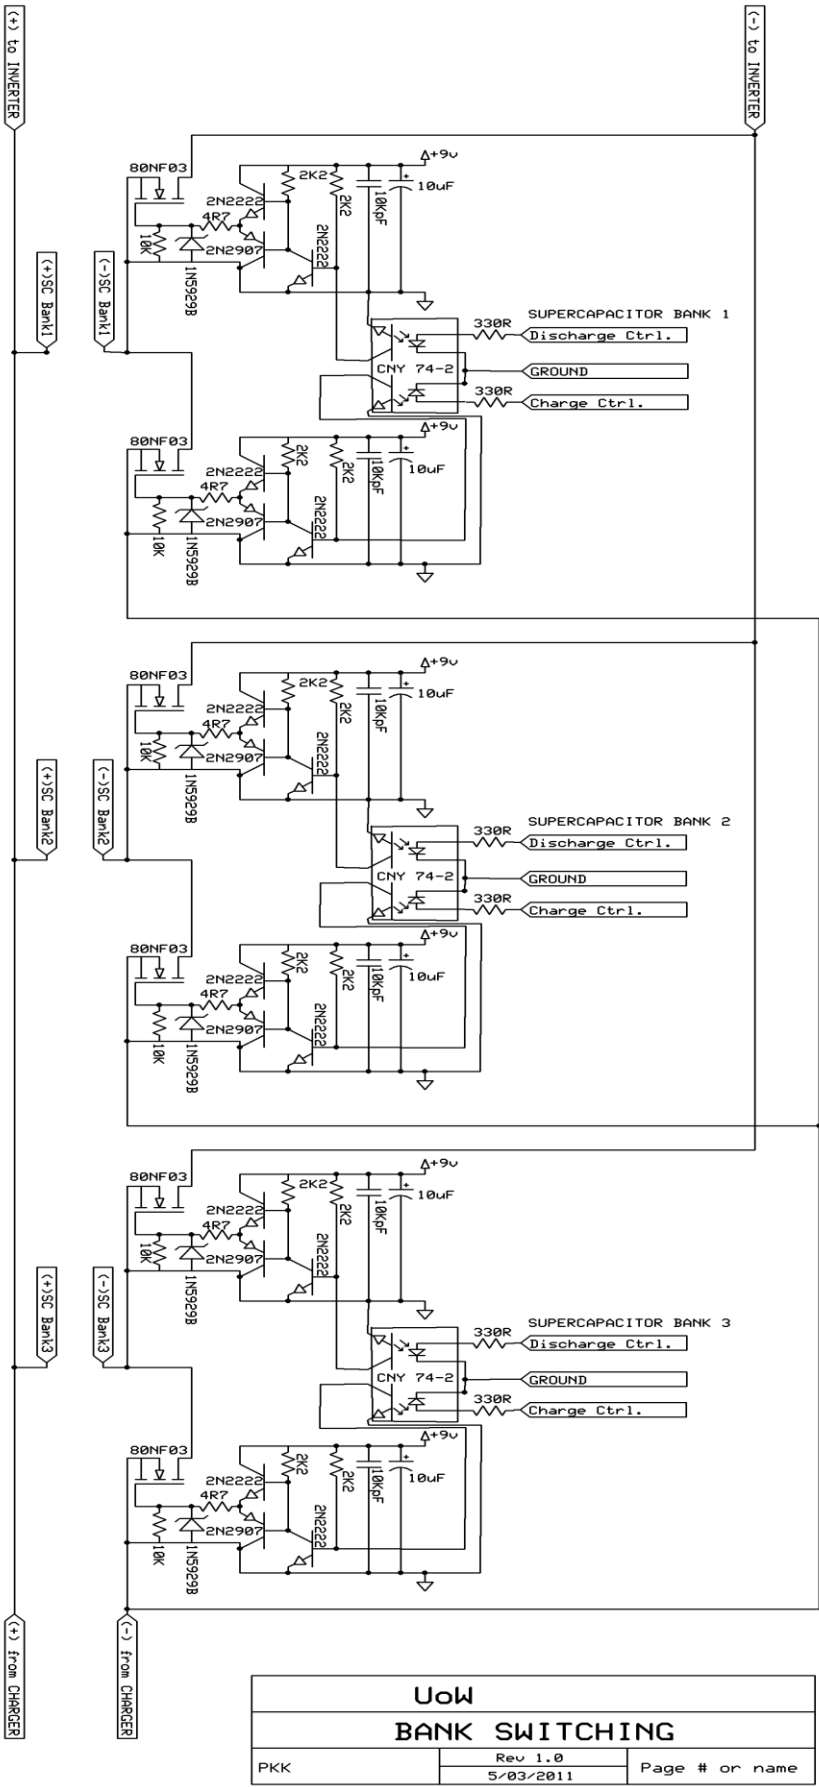 (+) to INVERTER
(-) to INVERTER
80NF03
2N2222
4R7
2N2907
10K
1N5929B
2K2
2K2
2N2222
10KpF
10uF
+9v
(+)SC Bank1
(-)SC Bank1
SUPERCAPACITOR BANK 1
330R
Discharge Ctrl.
CNY 74-2
GROUND
330R
Charge Ctrl.
80NF03
2N2222
4R7
2N2907
10K
1N5929B
2K2
2K2
2N2222
10KpF
10uF
+9v
80NF03
2N2222
4R7
2N2907
10K
1N5929B
2K2
2K2
2N2222
10KpF
10uF
+9v
(+)SC Bank2
(-)SC Bank2
SUPERCAPACITOR BANK 2
330R
Discharge Ctrl.
CNY 74-2
GROUND
330R
Charge Ctrl.
80NF03
2N2222
4R7
2N2907
10K
1N5929B
2K2
2K2
2N2222
10KpF
10uF
+9v
80NF03
2N2222
4R7
2N2907
10K
1N5929B
2K2
2K2
2N2222
10KpF
10uF
+9v
(+)SC Bank3
(-)SC Bank3
SUPERCAPACITOR BANK 3
330R
Discharge Ctrl.
CNY 74-2
GROUND
330R
Charge Ctrl.
80NF03
2N2222
4R7
2N2907
10K
1N5929B
2K2
2K2
2N2222
10KpF
10uF
+9v
(+) from CHARGER
(-) from CHARGER
UoW
BANK SWITCHING
PKK
Rev 1.0
5/03/2011
Page # or name